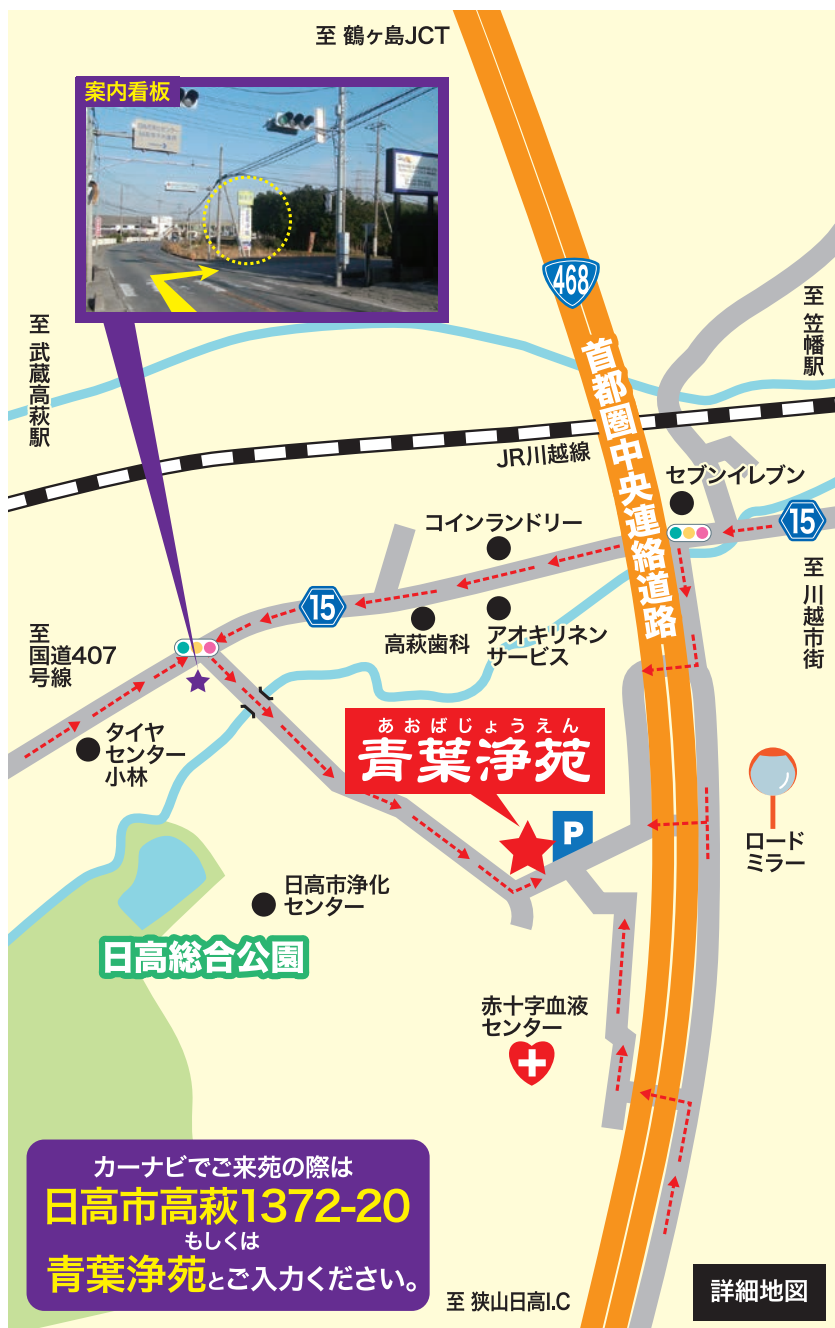 至 鶴ヶ島JCT
案内看板
468
至 笠幡駅
至 武蔵高萩駅
首都圏中央連絡道路
JR川越線
セブンイレブン
コインランドリー
15
15
至 川越市街
高萩歯科
アオキリネン
サービス
至
国道407
号線
タイヤ
センター
小林
あおばじょうえん
青葉浄苑
P
ロード
ミラー
日高市浄化
センター
日高総合公園
赤十字血液
センター
カーナビでご来苑の際は
日高市高萩1372-20
もしくは
青葉浄苑とご入力ください。
至 狭山日高I.C
詳細地図